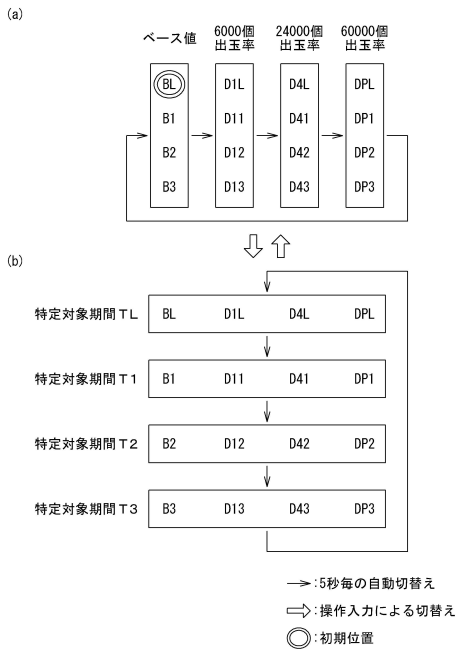 (a)
ベース値 6000個出玉率 24000個出玉率 60000個出玉率
BL D1L D4L DPL
B1 D11 D41 DP1
B2 D12 D42 DP2
B3 D13 D43 DP3
(b)
特定対象期間TL BL D1L D4L DPL
特定対象期間T1 B1 D11 D41 DP1
特定対象期間T2 B2 D12 D42 DP2
特定対象期間T3 B3 D13 D43 DP3
:5秒毎の自動切替え
:操作入力による切替え
:初期位置